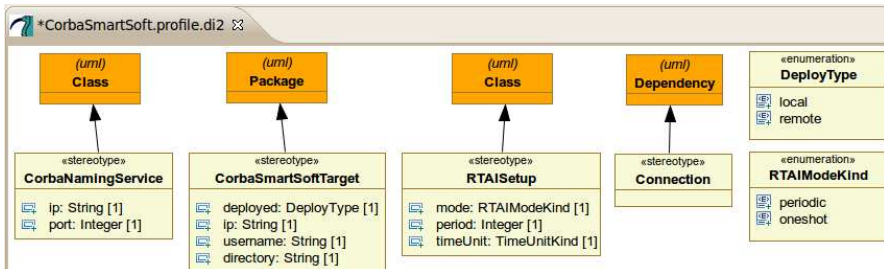 *CorbaSmartSoft.profile.di2
(uml)
Class
(uml)
Package
(uml)
Class
(uml)
Dependency
«enumeration»
DeployType
local
remote
«stereotype»
CorbaNamingService
ip: String [1]
port: Integer [1]
«stereotype»
CorbaSmartSoftTarget
deployed: DeployType [1]
ip: String [1]
username: String [1]
directory: String [1]
«stereotype»
RTAISetup
mode: RTAIModeKind [1]
period: Integer [1]
timeUnit: TimeUnitKind [1]
«stereotype»
Connection
«enumeration»
RTAIModeKind
periodic
oneshot